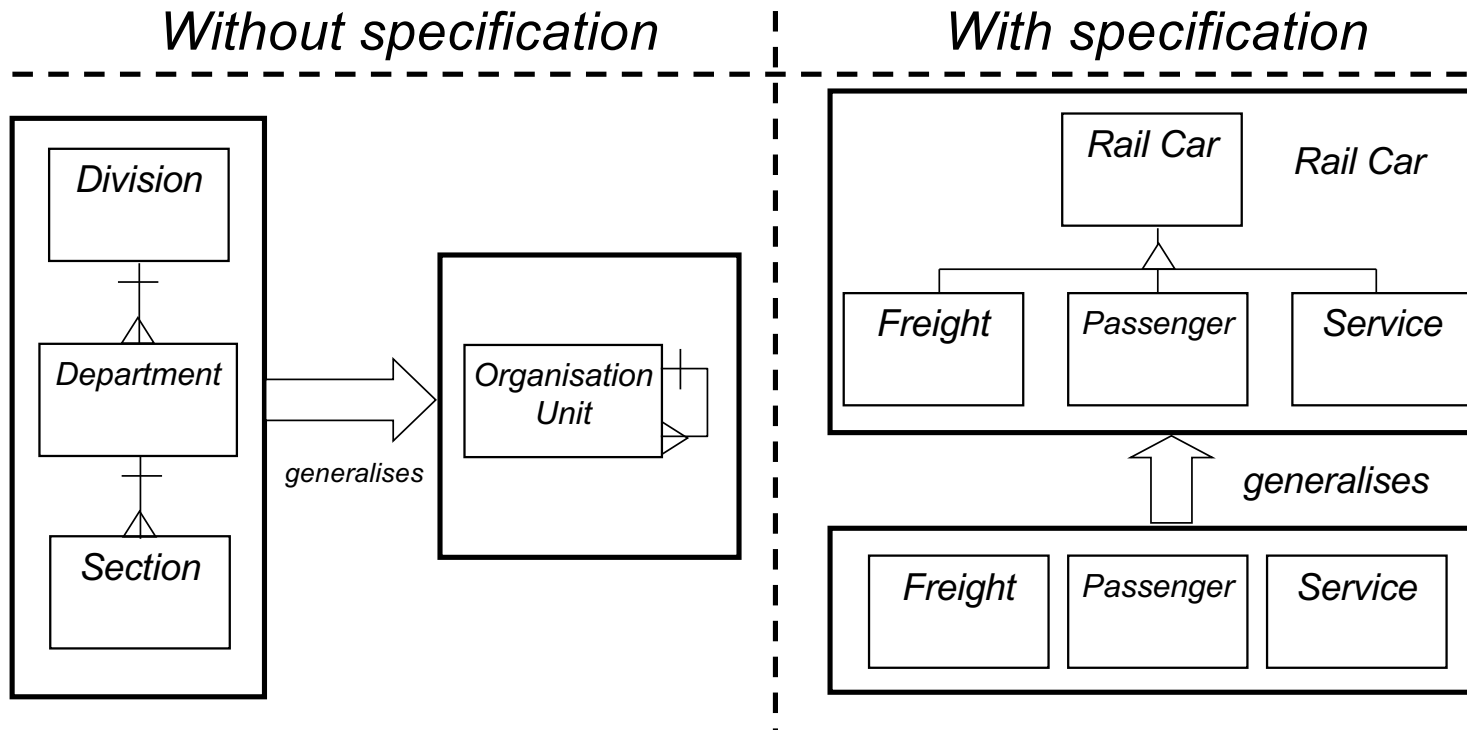 Without specification
With specification
Division
Department
Section
generalises
Organisation
Unit
Rail Car
Rail Car
Freight
Passenger
Service
generalises
Freight
Passenger
Service